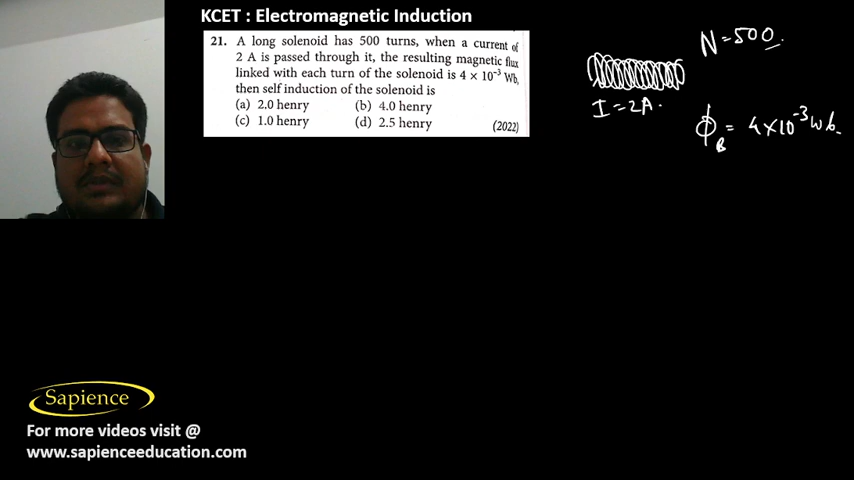 KCET : Electromagnetic Induction
21. A long solenoid has 500 turns, when a current of
2 A is passed through it, the resulting magnetic flux
linked with each turn of the solenoid is 4 × 10⁻³ Wb,
then self induction of the solenoid is
(a) 2.0 henry (b) 4.0 henry
(c) 1.0 henry (d) 2.5 henry (2022)
N = 500.
I = 2A.
ϕ_B = 4×10⁻³ wb.
Sapience
For more videos visit @
www.sapienceeducation.com